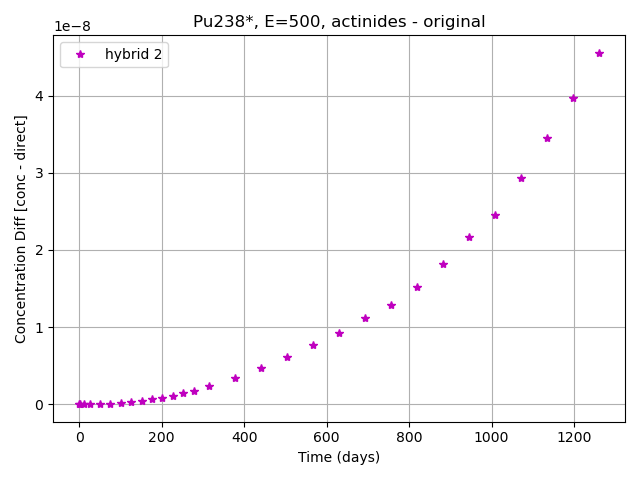 Pu238*, E=500, actinides - original
1e−8
hybrid 2
4
3
2
1
0
Concentration Diff [conc - direct]
0 200 400 600 800 1000 1200
Time (days)